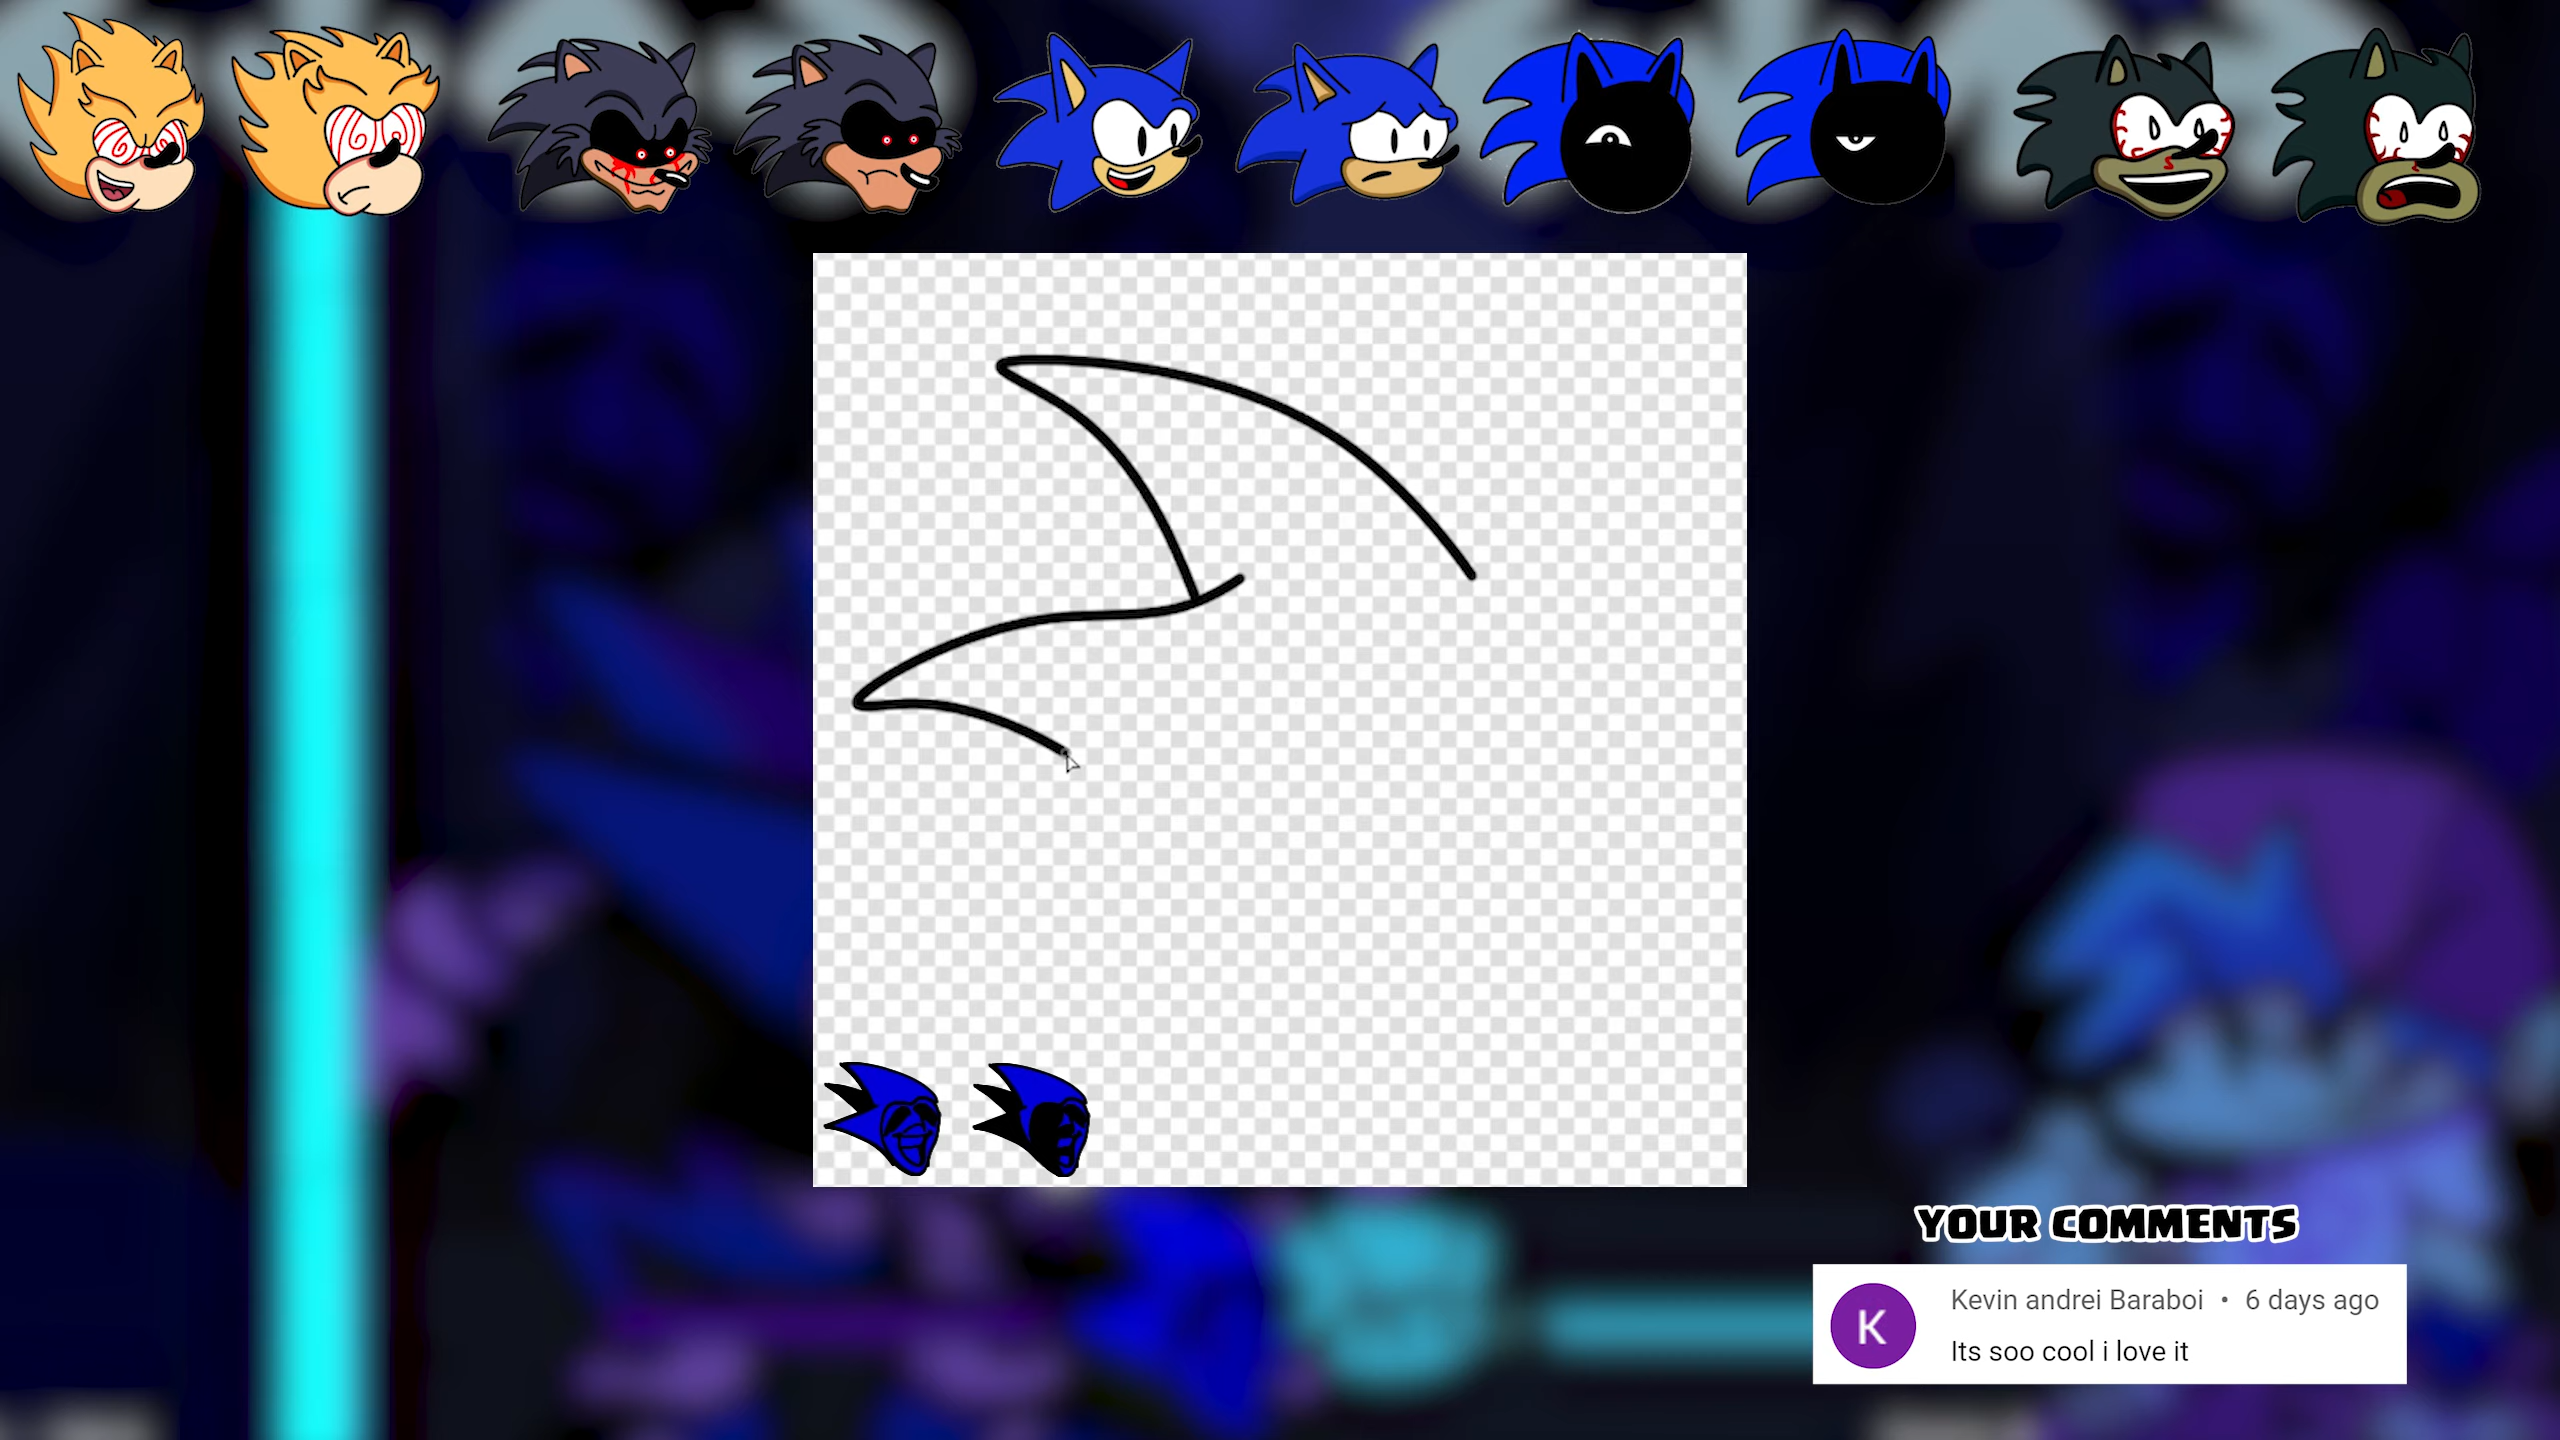 YOUR COMMENTS
K
Kevin andrei Baraboi • 6 days ago
Its soo cool i love it